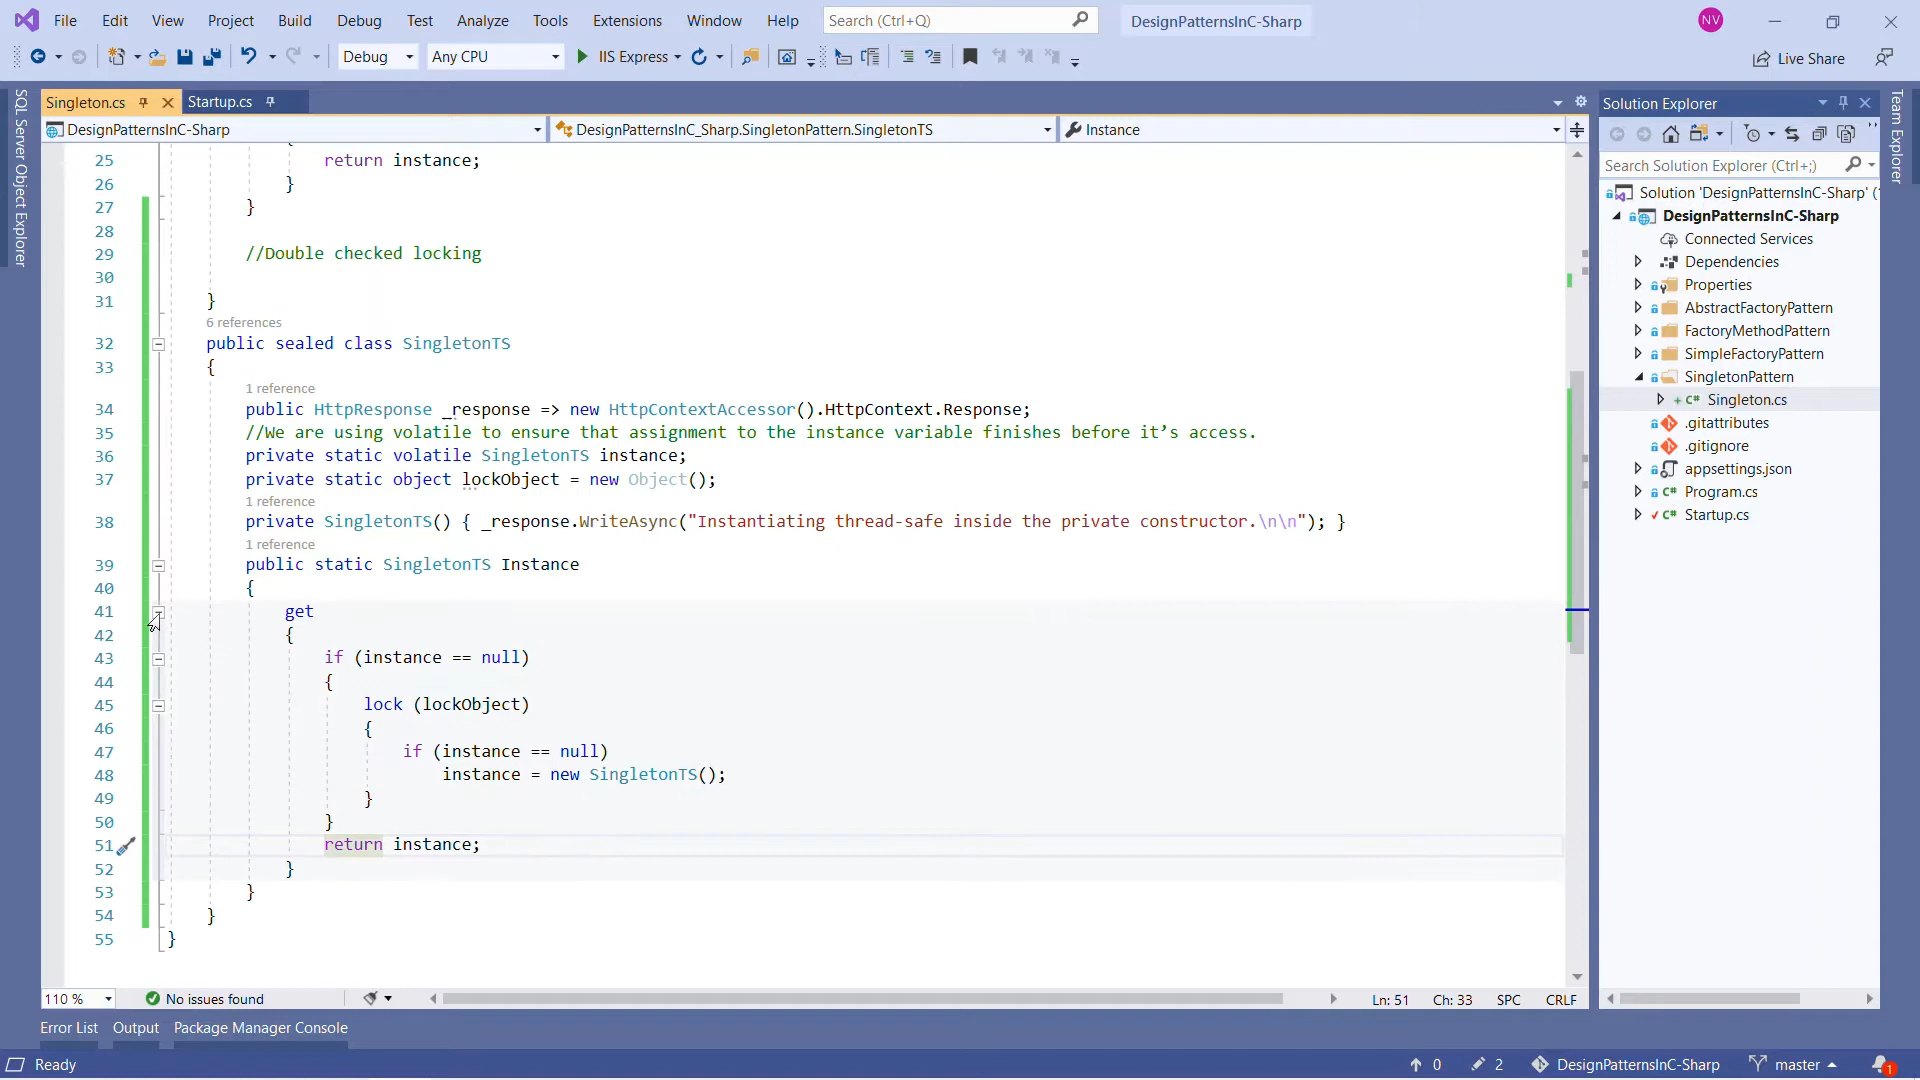 File Edit View Project Build Debug Test Analyze Tools Extensions Window Help Search (Ctrl+Q) DesignPatternsInC-Sharp NV
Debug Any CPU IIS Express Live Share
SQL Server Object Explorer
Singleton.cs Startup.cs
DesignPatternsInC-Sharp DesignPatternsInC_Sharp.SingletonPattern.SingletonTS Instance
25 return instance;
26 }
27 }
28
29 //Double checked locking
30
31 }
6 references
32 public sealed class SingletonTS
33 {
1 reference
34 public HttpResponse _response => new HttpContextAccessor().HttpContext.Response;
35 //We are using volatile to ensure that assignment to the instance variable finishes before it’s access.
36 private static volatile SingletonTS instance;
37 private static object lockObject = new Object();
1 reference
38 private SingletonTS() { _response.WriteAsync("Instantiating thread-safe inside the private constructor.\n\n"); }
1 reference
39 public static SingletonTS Instance
40 {
41 get
42 {
43 if (instance == null)
44 {
45 lock (lockObject)
46 {
47 if (instance == null)
48 instance = new SingletonTS();
49 }
50 }
51 return instance;
52 }
53 }
54 }
55 }
110 % No issues found Ln: 51 Ch: 33 SPC CRLF
Solution Explorer
Search Solution Explorer (Ctrl+;)
Solution 'DesignPatternsInC-Sharp' (
DesignPatternsInC-Sharp
Connected Services
Dependencies
Properties
AbstractFactoryPattern
FactoryMethodPattern
SimpleFactoryPattern
SingletonPattern
Singleton.cs
.gitattributes
.gitignore
appsettings.json
Program.cs
Startup.cs
Team Explorer
Error List Output Package Manager Console
Ready 0 2 DesignPatternsInC-Sharp master 1